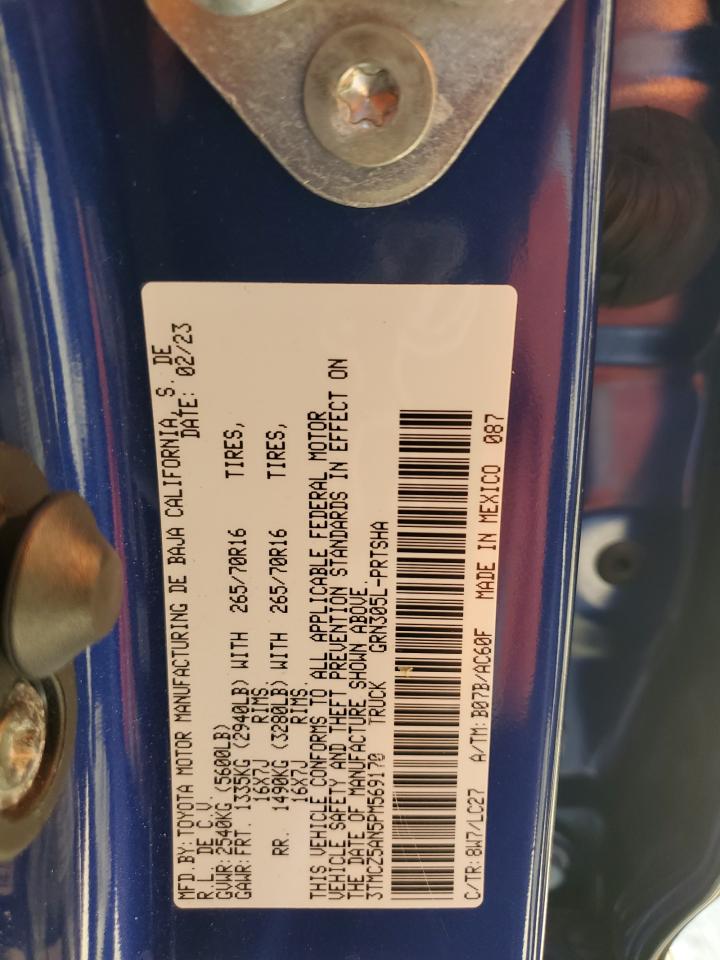 MFD.BY:TOYOTA MOTOR MANUFACTURING DE BAJA CALIFORNIA, S. DE
R.L. DE C.V. DATE: 02/23
GVWR:2540KG (5600LB)
GAWR:FRT. 1335KG (2940LB) WITH 265/70R16 TIRES,
16X7J RIMS.
RR. 1490KG (3280LB) WITH 265/70R16 TIRES,
16X7J RIMS.
THIS VEHICLE CONFORMS TO ALL APPLICABLE FEDERAL MOTOR
VEHICLE SAFETY AND THEFT PREVENTION STANDARDS IN EFFECT ON
THE DATE OF MANUFACTURE SHOWN ABOVE.
3TMCZ5AN5PM569170 TRUCK GRN305L-PRTSHA
C/TR:8W7/LC27 A/TM:B07B/AC60F MADE IN MEXICO 087